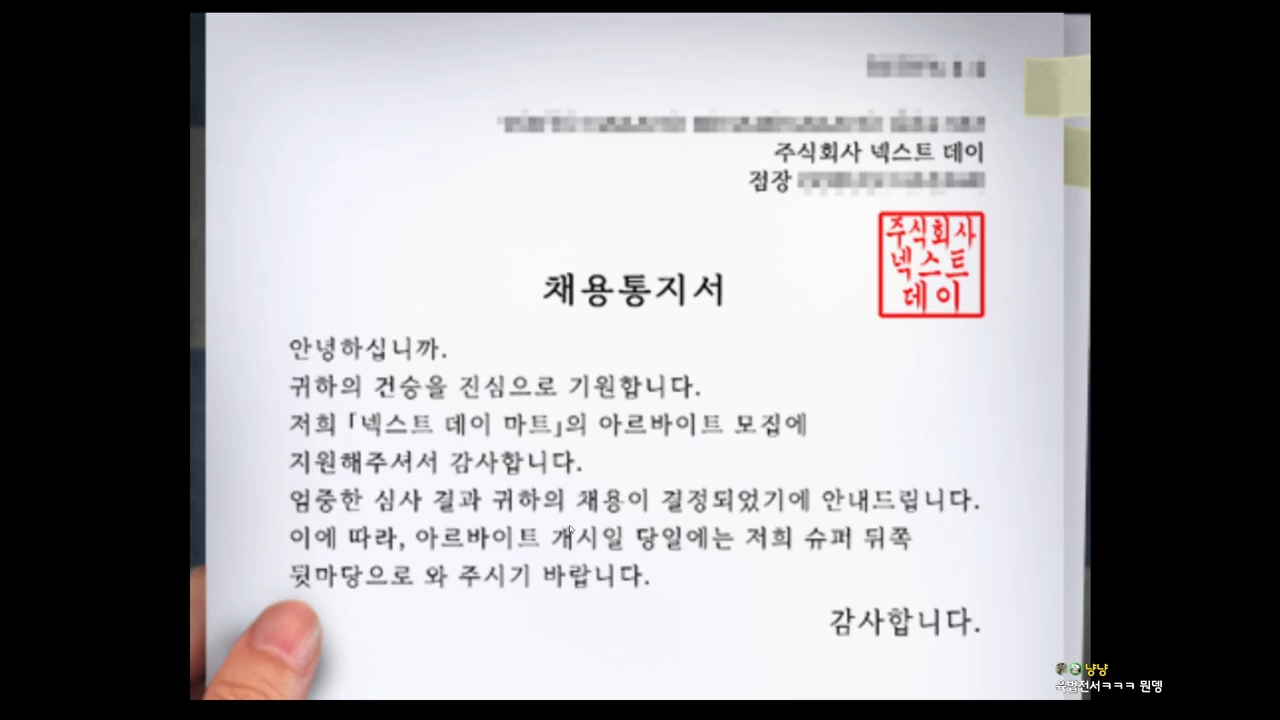 주식회사 넥스트 데이
점장
주식회사
넥스트
데이
채용통지서
안녕하십니까.
귀하의 건승을 진심으로 기원합니다.
저희 「넥스트 데이 마트」의 아르바이트 모집에
지원해주셔서 감사합니다.
엄중한 심사 결과 귀하의 채용이 결정되었기에 안내드립니다.
이에 따라, 아르바이트 개시일 당일에는 저희 슈퍼 뒤쪽
뒷마당으로 와 주시기 바랍니다.
감사합니다.
냥냥
육법전서ㅋㅋㅋ 뭔뎅